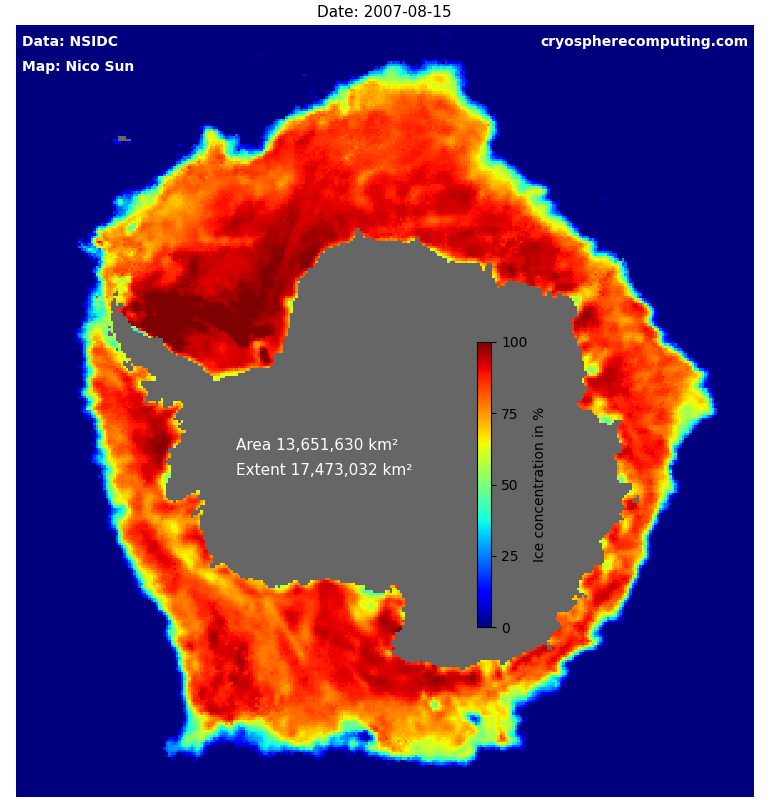 Date: 2007-08-15
Data: NSIDC
cryospherecomputing.com
Map: Nico Sun
100
75
50
25
0
Ice concentration in %
Area 13,651,630 km²
Extent 17,473,032 km²